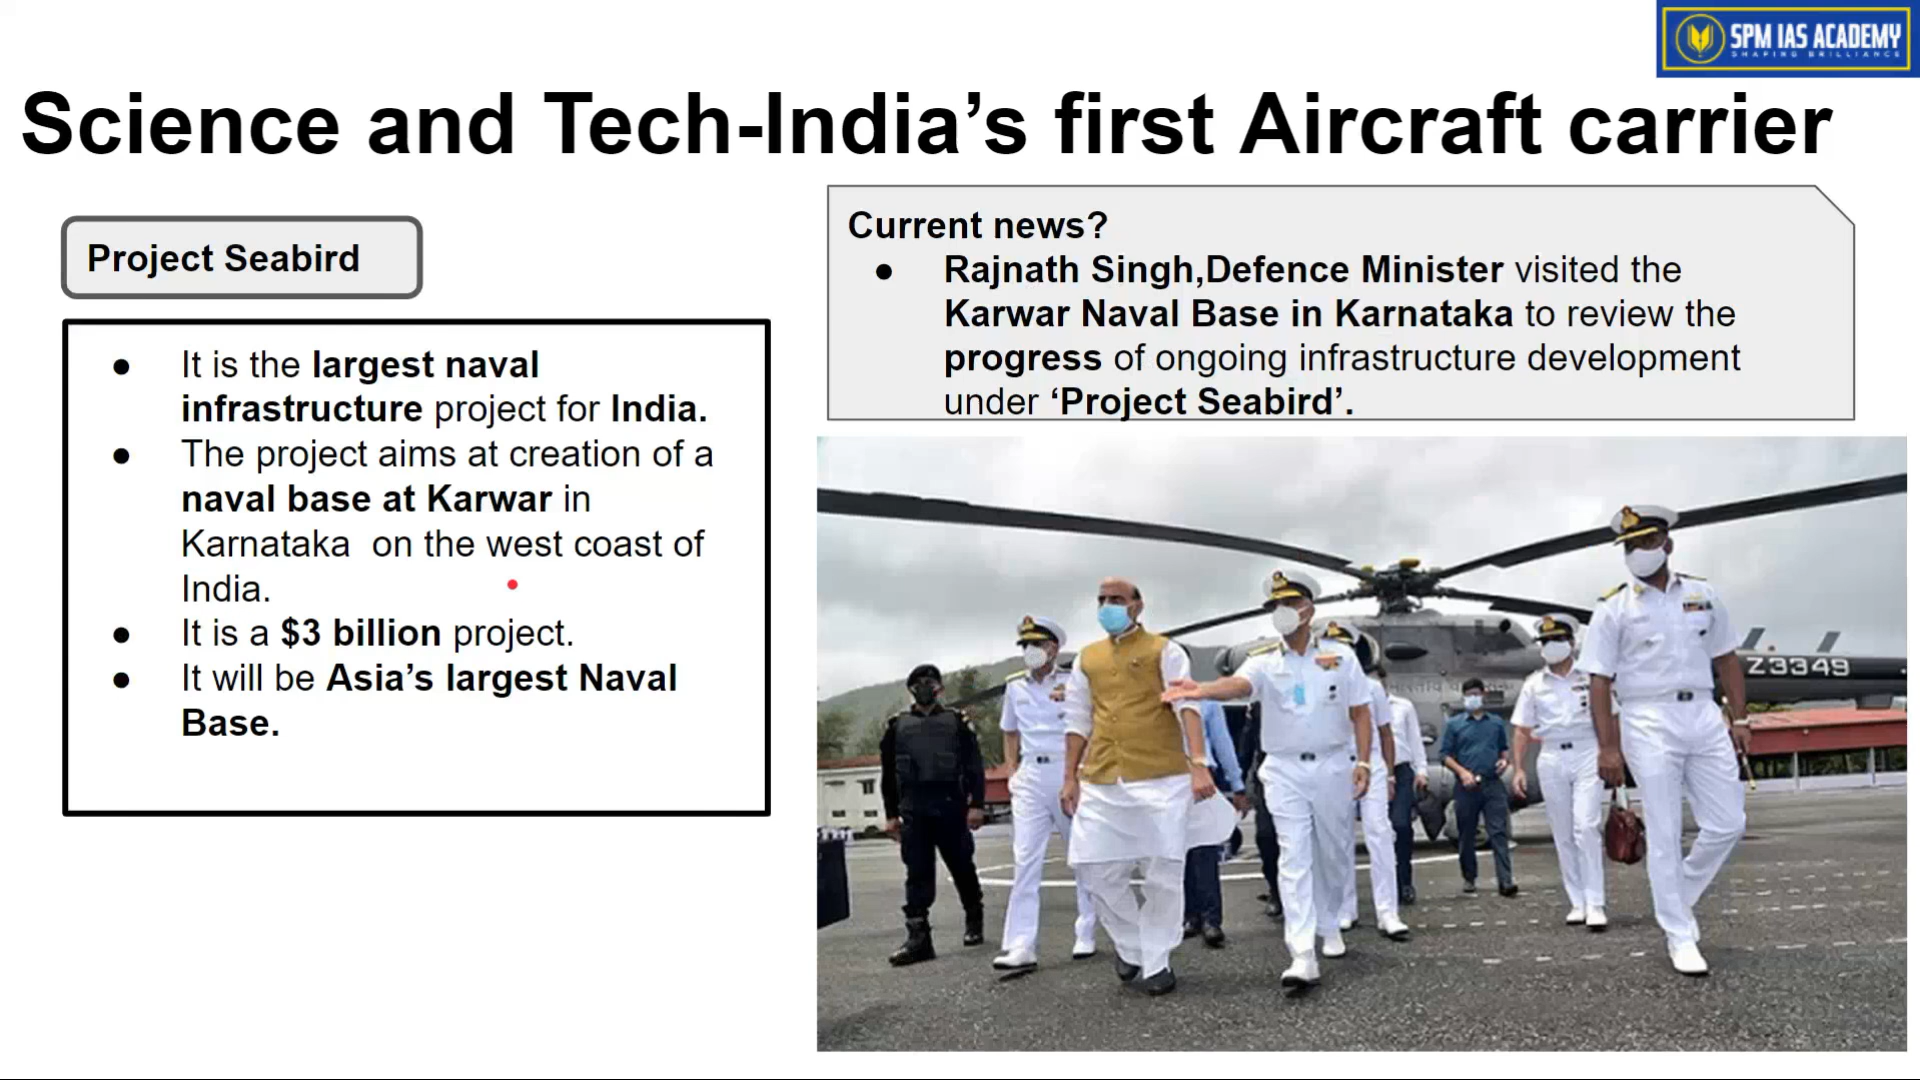 SPM IAS ACADEMY
SHAPING BRILLIANCE
Science and Tech-India’s first Aircraft carrier
Project Seabird
● It is the largest naval
infrastructure project for India.
● The project aims at creation of a
naval base at Karwar in
Karnataka  on the west coast of
India.
● It is a $3 billion project.
● It will be Asia’s largest Naval
Base.
Current news?
● Rajnath Singh,Defence Minister visited the
Karwar Naval Base in Karnataka to review the
progress of ongoing infrastructure development
under ‘Project Seabird’.
Z3349